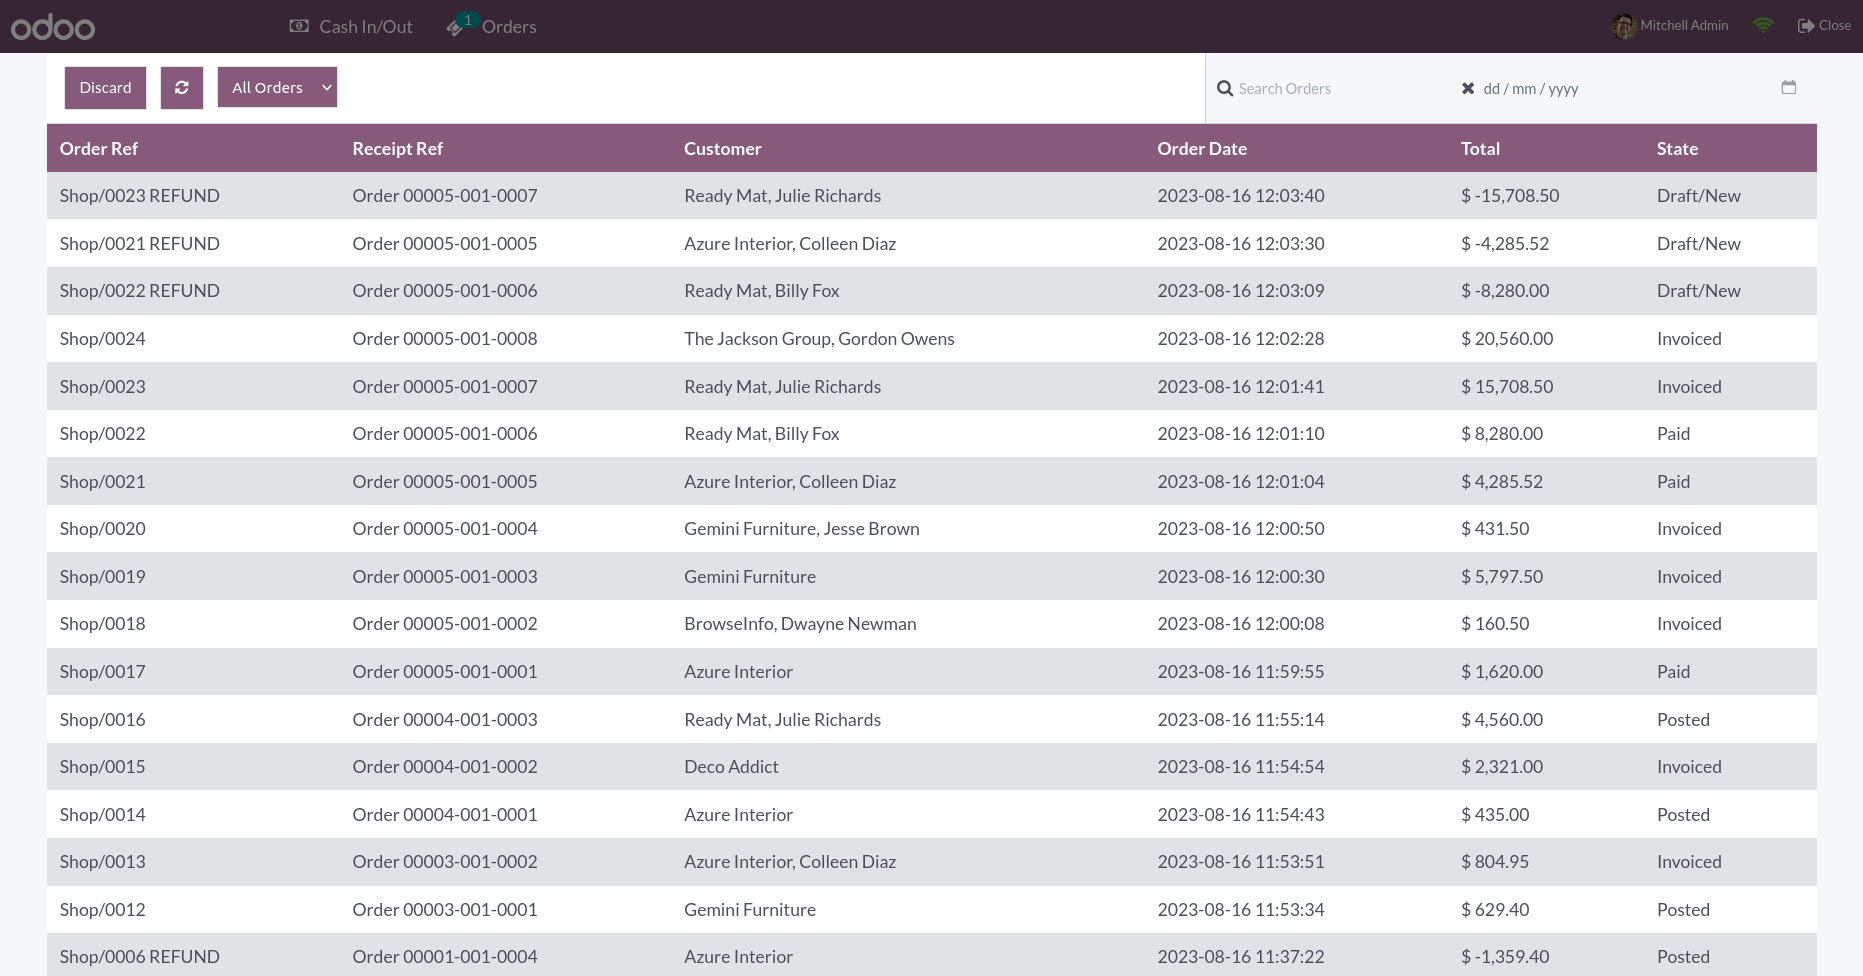 odoo Cash In/Out 1 Orders Mitchell Admin Close
Discard All Orders Search Orders dd / mm / yyyy
Order Ref Receipt Ref Customer Order Date Total State
Shop/0023 REFUND Order 00005-001-0007 Ready Mat, Julie Richards 2023-08-16 12:03:40 $ -15,708.50 Draft/New
Shop/0021 REFUND Order 00005-001-0005 Azure Interior, Colleen Diaz 2023-08-16 12:03:30 $ -4,285.52 Draft/New
Shop/0022 REFUND Order 00005-001-0006 Ready Mat, Billy Fox 2023-08-16 12:03:09 $ -8,280.00 Draft/New
Shop/0024 Order 00005-001-0008 The Jackson Group, Gordon Owens 2023-08-16 12:02:28 $ 20,560.00 Invoiced
Shop/0023 Order 00005-001-0007 Ready Mat, Julie Richards 2023-08-16 12:01:41 $ 15,708.50 Invoiced
Shop/0022 Order 00005-001-0006 Ready Mat, Billy Fox 2023-08-16 12:01:10 $ 8,280.00 Paid
Shop/0021 Order 00005-001-0005 Azure Interior, Colleen Diaz 2023-08-16 12:01:04 $ 4,285.52 Paid
Shop/0020 Order 00005-001-0004 Gemini Furniture, Jesse Brown 2023-08-16 12:00:50 $ 431.50 Invoiced
Shop/0019 Order 00005-001-0003 Gemini Furniture 2023-08-16 12:00:30 $ 5,797.50 Invoiced
Shop/0018 Order 00005-001-0002 BrowseInfo, Dwayne Newman 2023-08-16 12:00:08 $ 160.50 Invoiced
Shop/0017 Order 00005-001-0001 Azure Interior 2023-08-16 11:59:55 $ 1,620.00 Paid
Shop/0016 Order 00004-001-0003 Ready Mat, Julie Richards 2023-08-16 11:55:14 $ 4,560.00 Posted
Shop/0015 Order 00004-001-0002 Deco Addict 2023-08-16 11:54:54 $ 2,321.00 Invoiced
Shop/0014 Order 00004-001-0001 Azure Interior 2023-08-16 11:54:43 $ 435.00 Posted
Shop/0013 Order 00003-001-0002 Azure Interior, Colleen Diaz 2023-08-16 11:53:51 $ 804.95 Invoiced
Shop/0012 Order 00003-001-0001 Gemini Furniture 2023-08-16 11:53:34 $ 629.40 Posted
Shop/0006 REFUND Order 00001-001-0004 Azure Interior 2023-08-16 11:37:22 $ -1,359.40 Posted